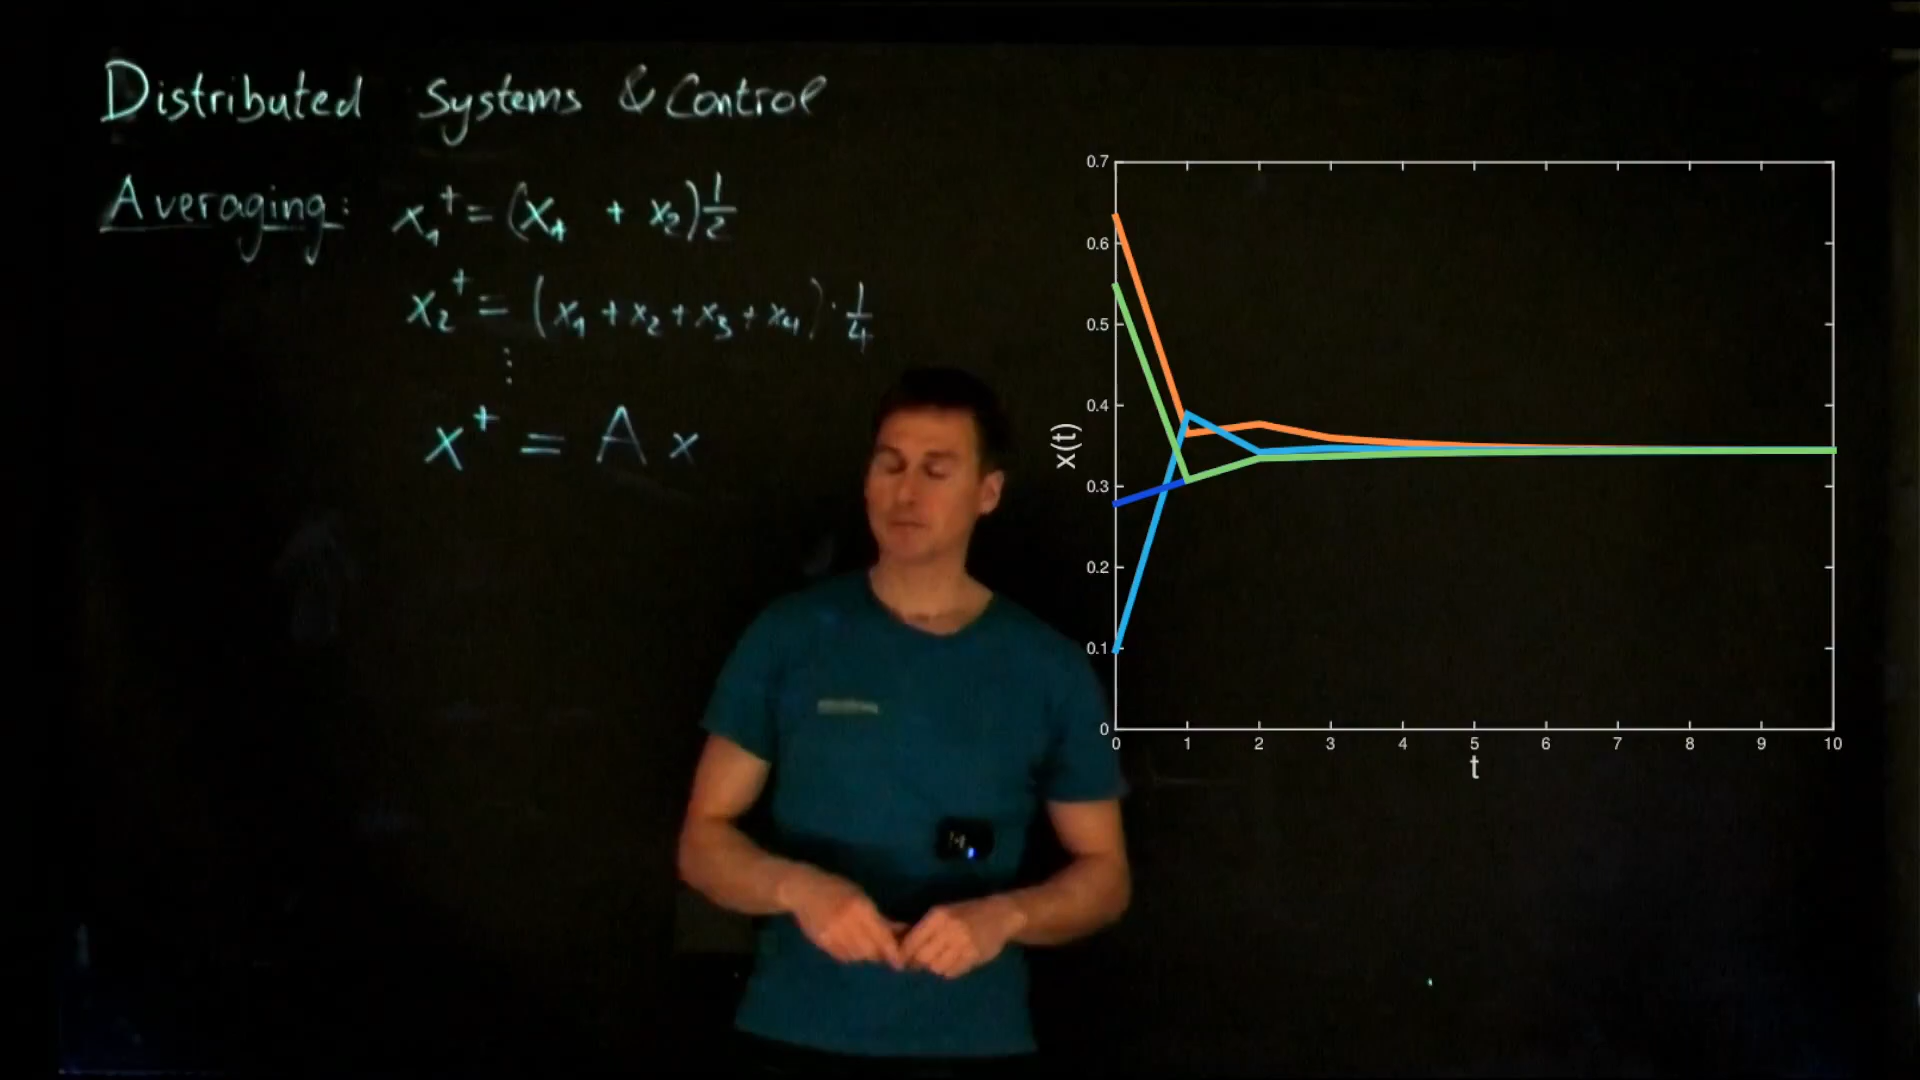 Distributed Systems & Control
Averaging: x₁⁺ = (x₁ + x₂) 1/2
x₂⁺ = (x₁ + x₂ + x₃ + x₄) · 1/4
⋮
x⁺ = A x
0.7
0.6
0.5
0.4
0.3
0.2
0.1
0
x(t)
0 1 2 3 4 5 6 7 8 9 10
t